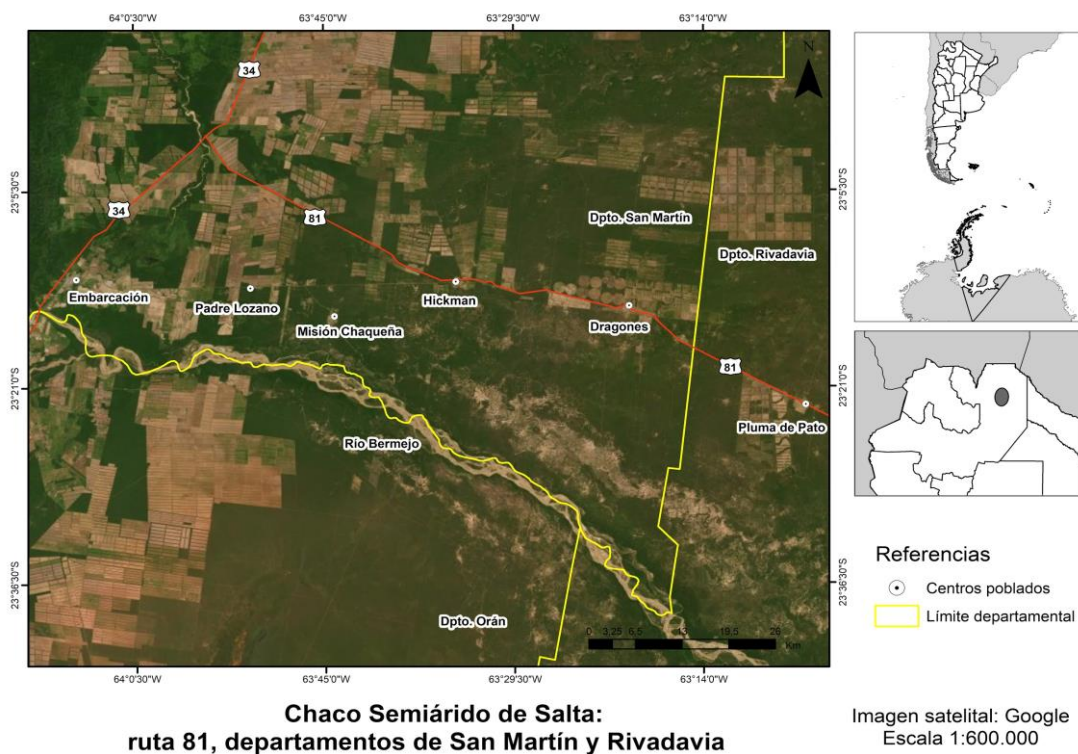 64°0'30"W
63°45'0"W
63°29'30"W
63°14'0"W
N
34
23°5'30"S
23°5'30"S
34
81
Dpto. San Martín
Dpto. Rivadavia
Embarcación
Padre Lozano
Hickman
Misión Chaqueña
Dragones
81
23°21'0"S
23°21'0"S
Pluma de Pato
Río Bermejo
23°36'30"S
23°36'30"S
Dpto. Orán
0 3,25 6,5 13 19,5 26
Km
64°0'30"W
63°45'0"W
63°29'30"W
63°14'0"W
Referencias
Centros poblados
Límite departamental
Chaco Semiárido de Salta:
ruta 81, departamentos de San Martín y Rivadavia
Imagen satelital: Google
Escala 1:600.000